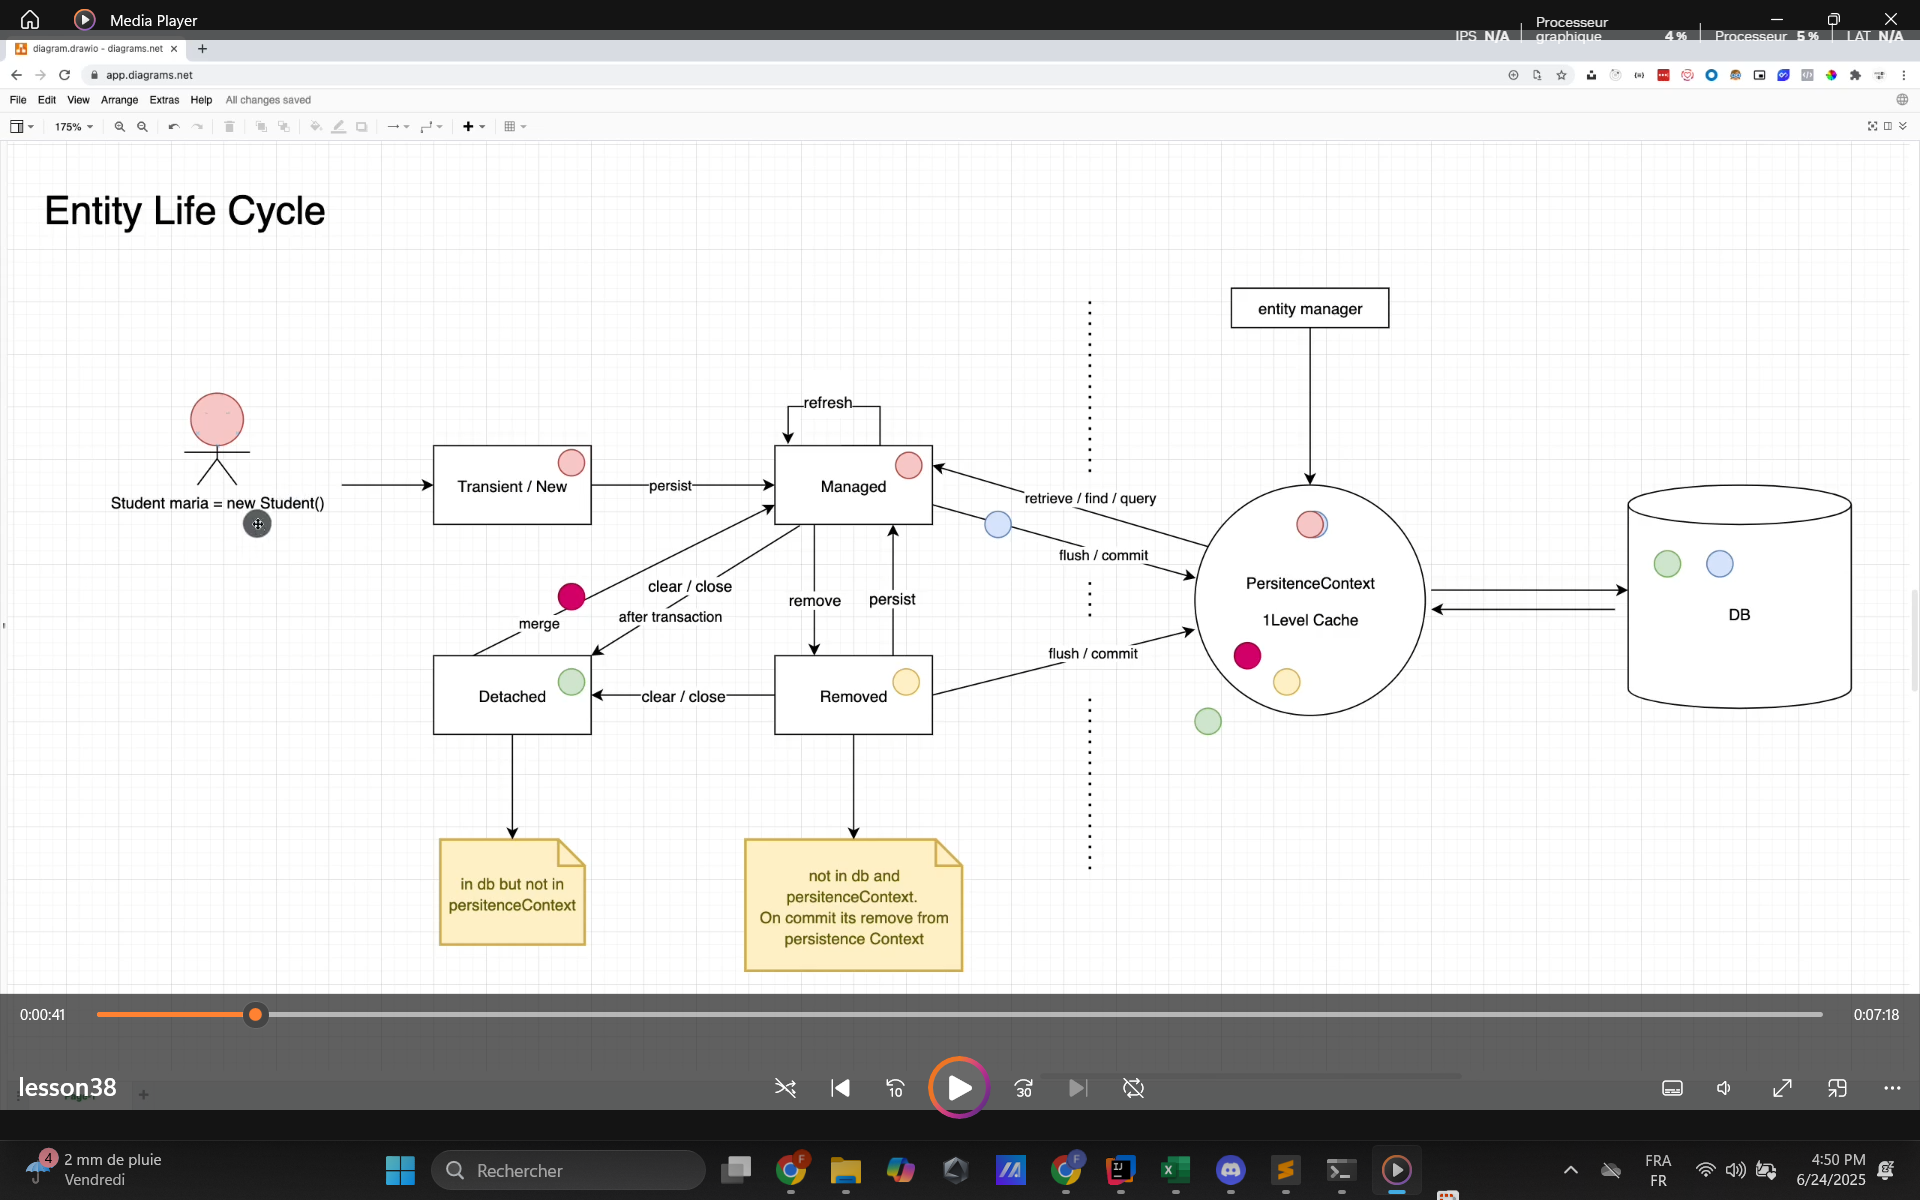 Media Player
IPS N/A
Processeur graphique 4 %
Processeur 5 %
LAT N/A
diagram.drawio - diagrams.net
app.diagrams.net
File Edit View Arrange Extras Help All changes saved
175%
Entity Life Cycle
entity manager
refresh
Student maria = new Student()
Transient / New
persist
Managed
retrieve / find / query
flush / commit
PersitenceContext
1Level Cache
DB
clear / close
after transaction
merge
remove
persist
flush / commit
Detached
clear / close
Removed
in db but not in
persitenceContext
not in db and
persitenceContext.
On commit its remove from
persistence Context
0:00:41
0:07:18
lesson38
10
30
4
2 mm de pluie
Vendredi
Rechercher
FRA
FR
4:50 PM
6/24/2025